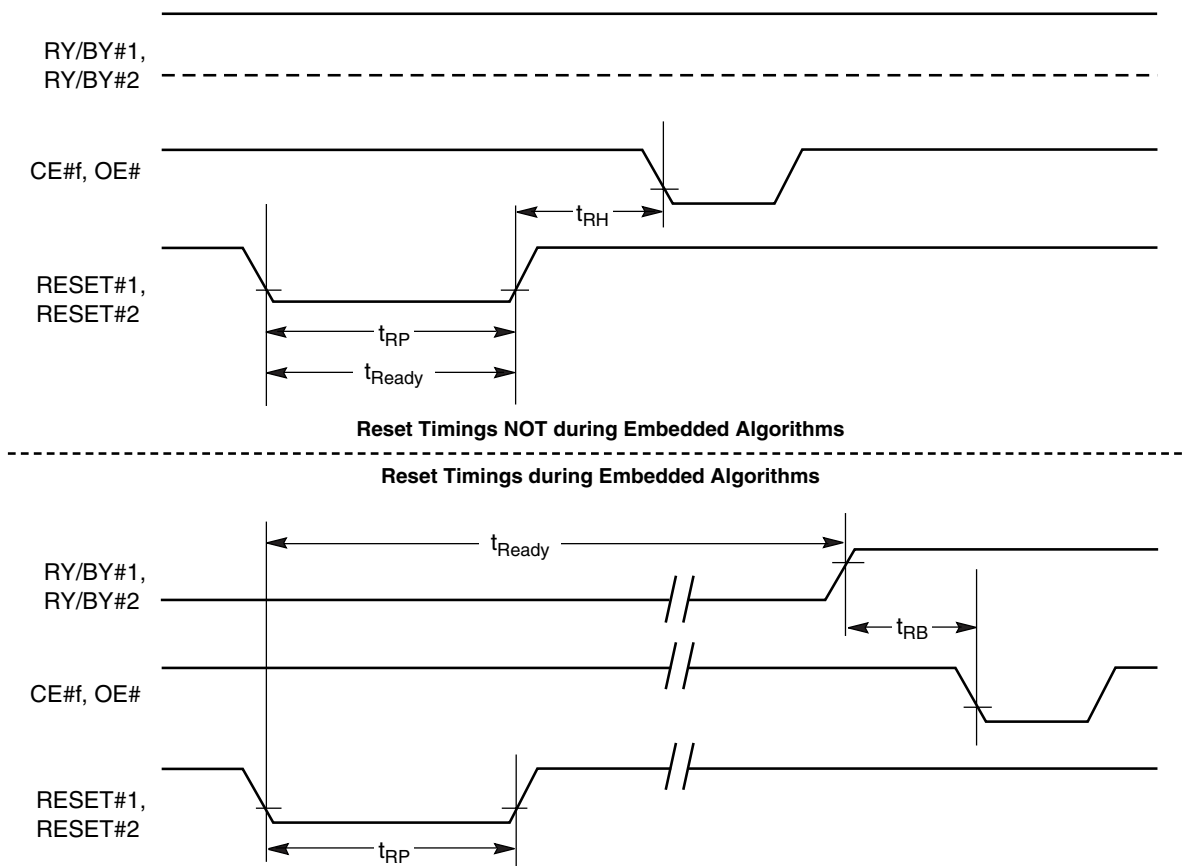 RY/BY#1,
RY/BY#2
CE#f, OE#
tRH
RESET#1,
RESET#2
tRP
tReady
Reset Timings NOT during Embedded Algorithms
Reset Timings during Embedded Algorithms
tReady
RY/BY#1,
RY/BY#2
tRB
CE#f, OE#
RESET#1,
RESET#2
tRP